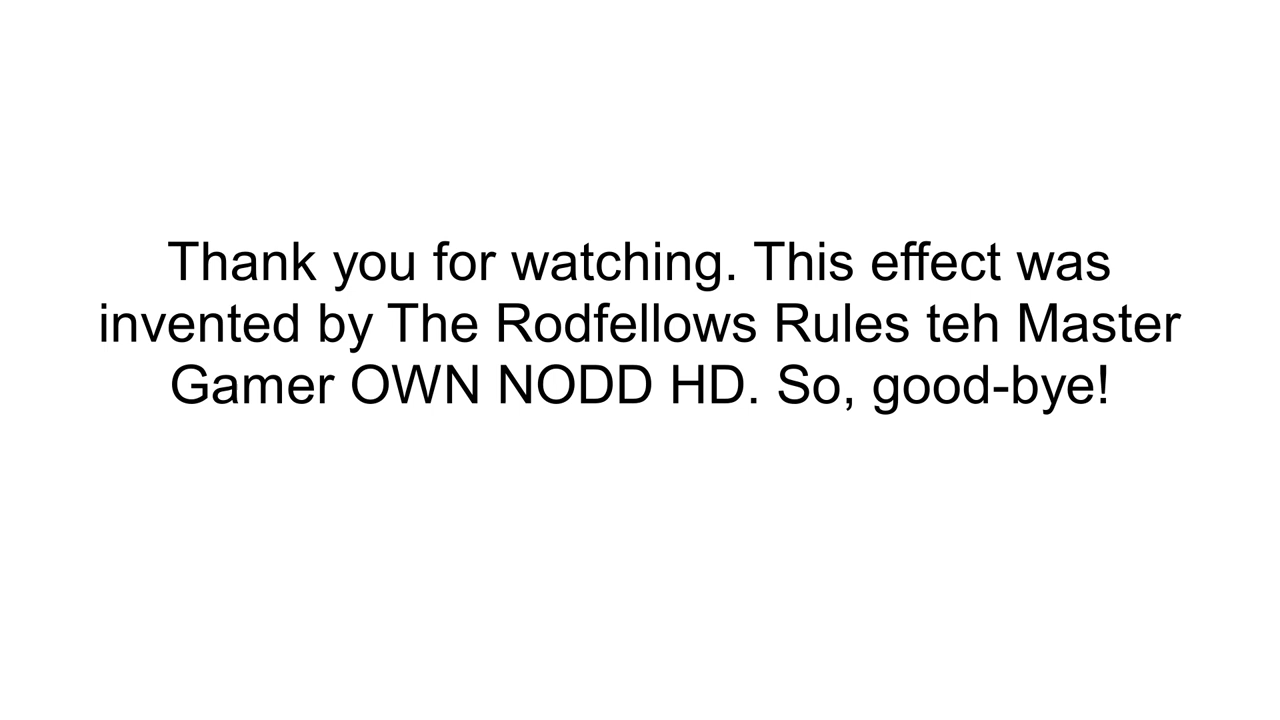 Thank you for watching. This effect was
invented by The Rodfellows Rules teh Master
Gamer OWN NODD HD. So, good-bye!